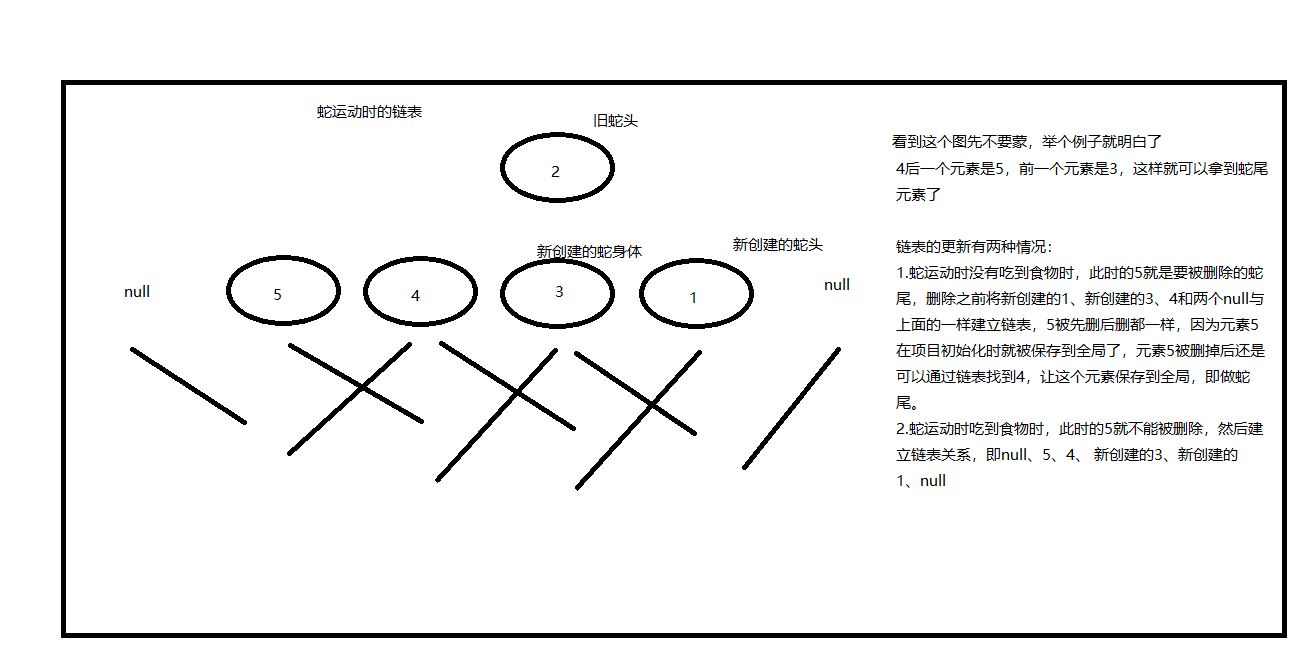 蛇运动时的链表
旧蛇头
2
新创建的蛇身体
新创建的蛇头
null
5
4
3
1
null
看到这个图先不要蒙，举个例子就明白了
4后一个元素是5，前一个元素是3，这样就可以拿到蛇尾
元素了
链表的更新有两种情况：
1.蛇运动时没有吃到食物时，此时的5就是要被删除的蛇
尾，删除之前将新创建的1、新创建的3、4和两个null与
上面的一样建立链表，5被先删后删都一样，因为元素5
在项目初始化时就被保存到全局了，元素5被删掉后还是
可以通过链表找到4，让这个元素保存到全局，即做蛇
尾。
2.蛇运动时吃到食物时，此时的5就不能被删除，然后建
立链表关系，即null、5、4、 新创建的3、新创建的
1、null